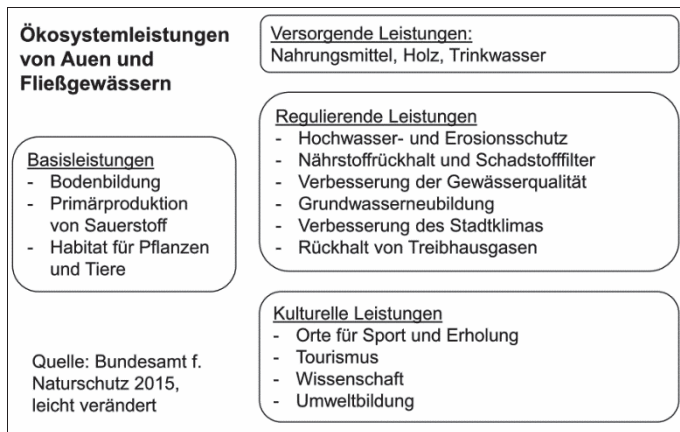 Ökosystemleistungen
von Auen und
Fließgewässern
Versorgende Leistungen:
Nahrungsmittel, Holz, Trinkwasser
Basisleistungen
- Bodenbildung
- Primärproduktion
von Sauerstoff
- Habitat für Pflanzen
und Tiere
Regulierende Leistungen
- Hochwasser- und Erosionsschutz
- Nährstoffrückhalt und Schadstofffilter
- Verbesserung der Gewässerqualität
- Grundwasserneubildung
- Verbesserung des Stadtklimas
- Rückhalt von Treibhausgasen
Kulturelle Leistungen
- Orte für Sport und Erholung
- Tourismus
- Wissenschaft
- Umweltbildung
Quelle: Bundesamt f.
Naturschutz 2015,
leicht verändert